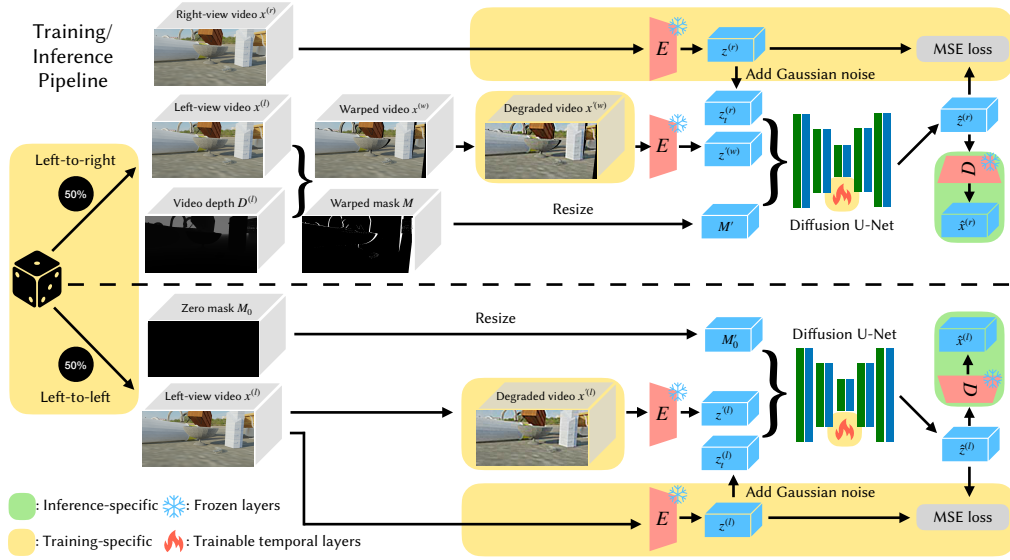 Training/
Inference
Pipeline
Right-view video x^(r)
E
z^(r)
MSE loss
Add Gaussian noise
Left-view video x^(l)
Warped video x^(w)
Degraded video x'^(w)
E
z_t^(r)
z'^(w)
ẑ^(r)
Left-to-right
50%
Video depth D^(l)
Warped mask M
Resize
M'
Diffusion U-Net
D
x̂^(r)
Zero mask M_0
Resize
M'_0
Diffusion U-Net
x̂^(l)
50%
Left-to-left
Left-view video x^(l)
Degraded video x'^(l)
E
z'^(l)
D
z_t^(l)
ẑ^(l)
Add Gaussian noise
E
z^(l)
MSE loss
: Inference-specific
: Frozen layers
: Training-specific
: Trainable temporal layers